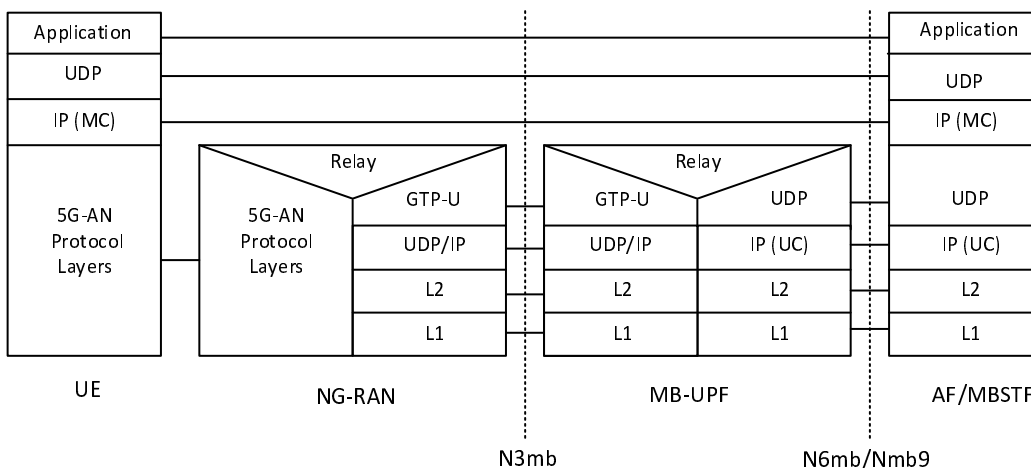 Application
UDP
IP (MC)
5G-AN
Protocol
Layers
UE
Relay
5G-AN
Protocol
Layers
GTP-U
UDP/IP
L2
L1
NG-RAN
N3mb
Relay
GTP-U
UDP/IP
L2
L1
UDP
IP (UC)
L2
L1
MB-UPF
N6mb/Nmb9
Application
UDP
IP (MC)
UDP
IP (UC)
L2
L1
AF/MBSTF